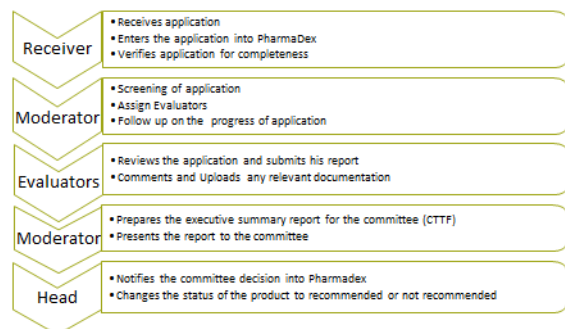 Receiver
• Receives application
• Enters the application into PharmaDex
• Verifies application for completeness
Moderator
• Screening of application
• Assign Evaluators
• Follow up on the progress of application
Evaluators
• Reviews the application and submits his report
• Comments and Uploads any relevant documentation
Moderator
• Prepares the executive summary report for the committee (CTTF)
• Presents the report to the committee
Head
• Notifies the committee decision into Pharmadex
• Changes the status of the product to recommended or not recommended